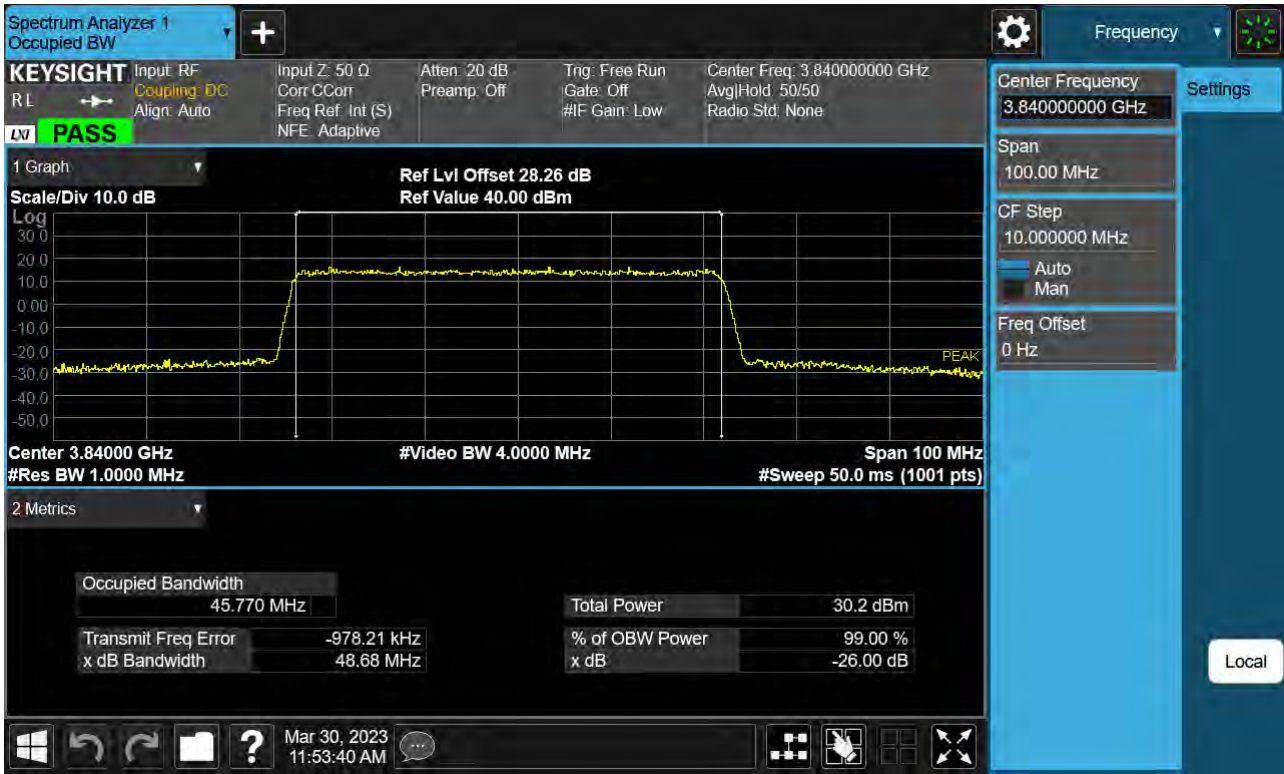 Spectrum Analyzer 1
Occupied BW
+
Frequency
KEYSIGHT
RL
LXI PASS
Input: RF
Coupling: DC
Align: Auto
Input Z: 50 Ω
Corr CCorr
Freq Ref: Int (S)
NFE: Adaptive
Atten: 20 dB
Preamp: Off
Trig: Free Run
Gate: Off
#IF Gain: Low
Center Freq: 3.840000000 GHz
Avg|Hold: 50/50
Radio Std: None
Center Frequency
3.840000000 GHz
Settings
Span
100.00 MHz
CF Step
10.000000 MHz
Auto
Man
Freq Offset
0 Hz
Local
1 Graph
Scale/Div 10.0 dB
Ref Lvl Offset 28.26 dB
Ref Value 40.00 dBm
Log
30.0
20.0
10.0
0.00
-10.0
-20.0
-30.0
-40.0
-50.0
PEAK
Center 3.84000 GHz
#Video BW 4.0000 MHz
Span 100 MHz
#Res BW 1.0000 MHz
#Sweep 50.0 ms (1001 pts)
2 Metrics
Occupied Bandwidth
45.770 MHz
Total Power 30.2 dBm
Transmit Freq Error -978.21 kHz
% of OBW Power 99.00 %
x dB Bandwidth 48.68 MHz
x dB -26.00 dB
?
Mar 30, 2023
11:53:40 AM